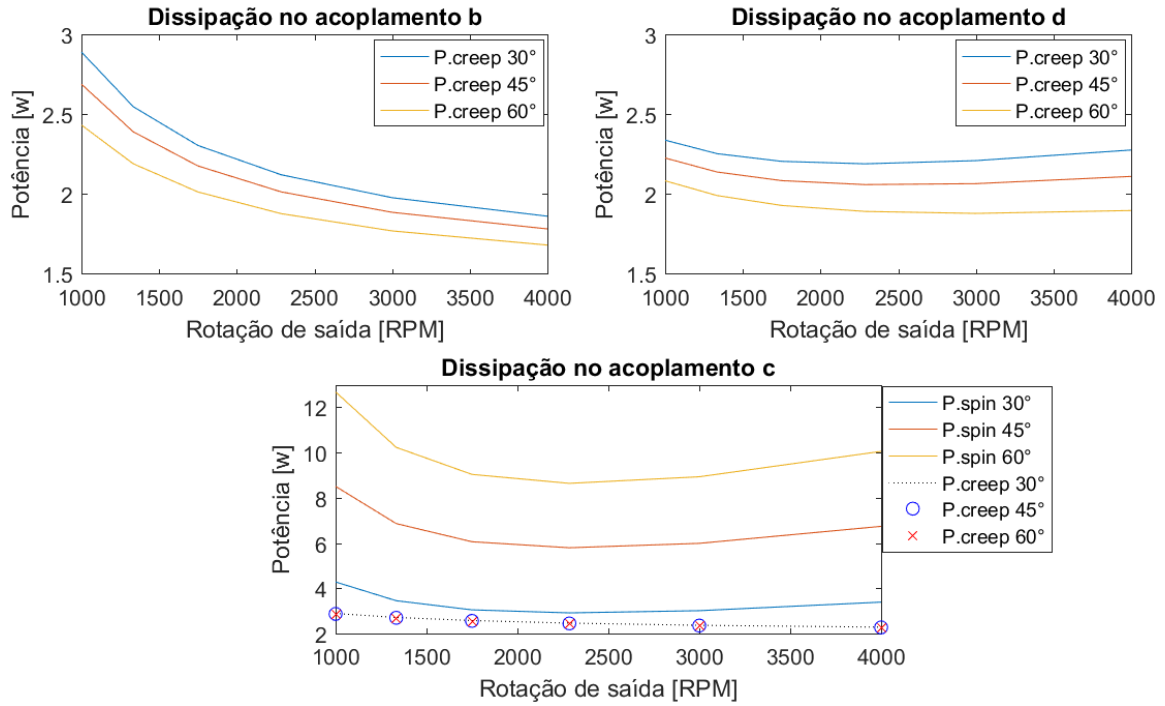 Dissipação no acoplamento b
3
2.5
2
1.5
Potência [w]
P.creep 30°
P.creep 45°
P.creep 60°
1000 1500 2000 2500 3000 3500 4000
Rotação de saída [RPM]
Dissipação no acoplamento d
3
2.5
2
1.5
Potência [w]
P.creep 30°
P.creep 45°
P.creep 60°
1000 1500 2000 2500 3000 3500 4000
Rotação de saída [RPM]
Dissipação no acoplamento c
12
10
8
6
4
2
Potência [w]
P.spin 30°
P.spin 45°
P.spin 60°
P.creep 30°
P.creep 45°
P.creep 60°
1000 1500 2000 2500 3000 3500 4000
Rotação de saída [RPM]